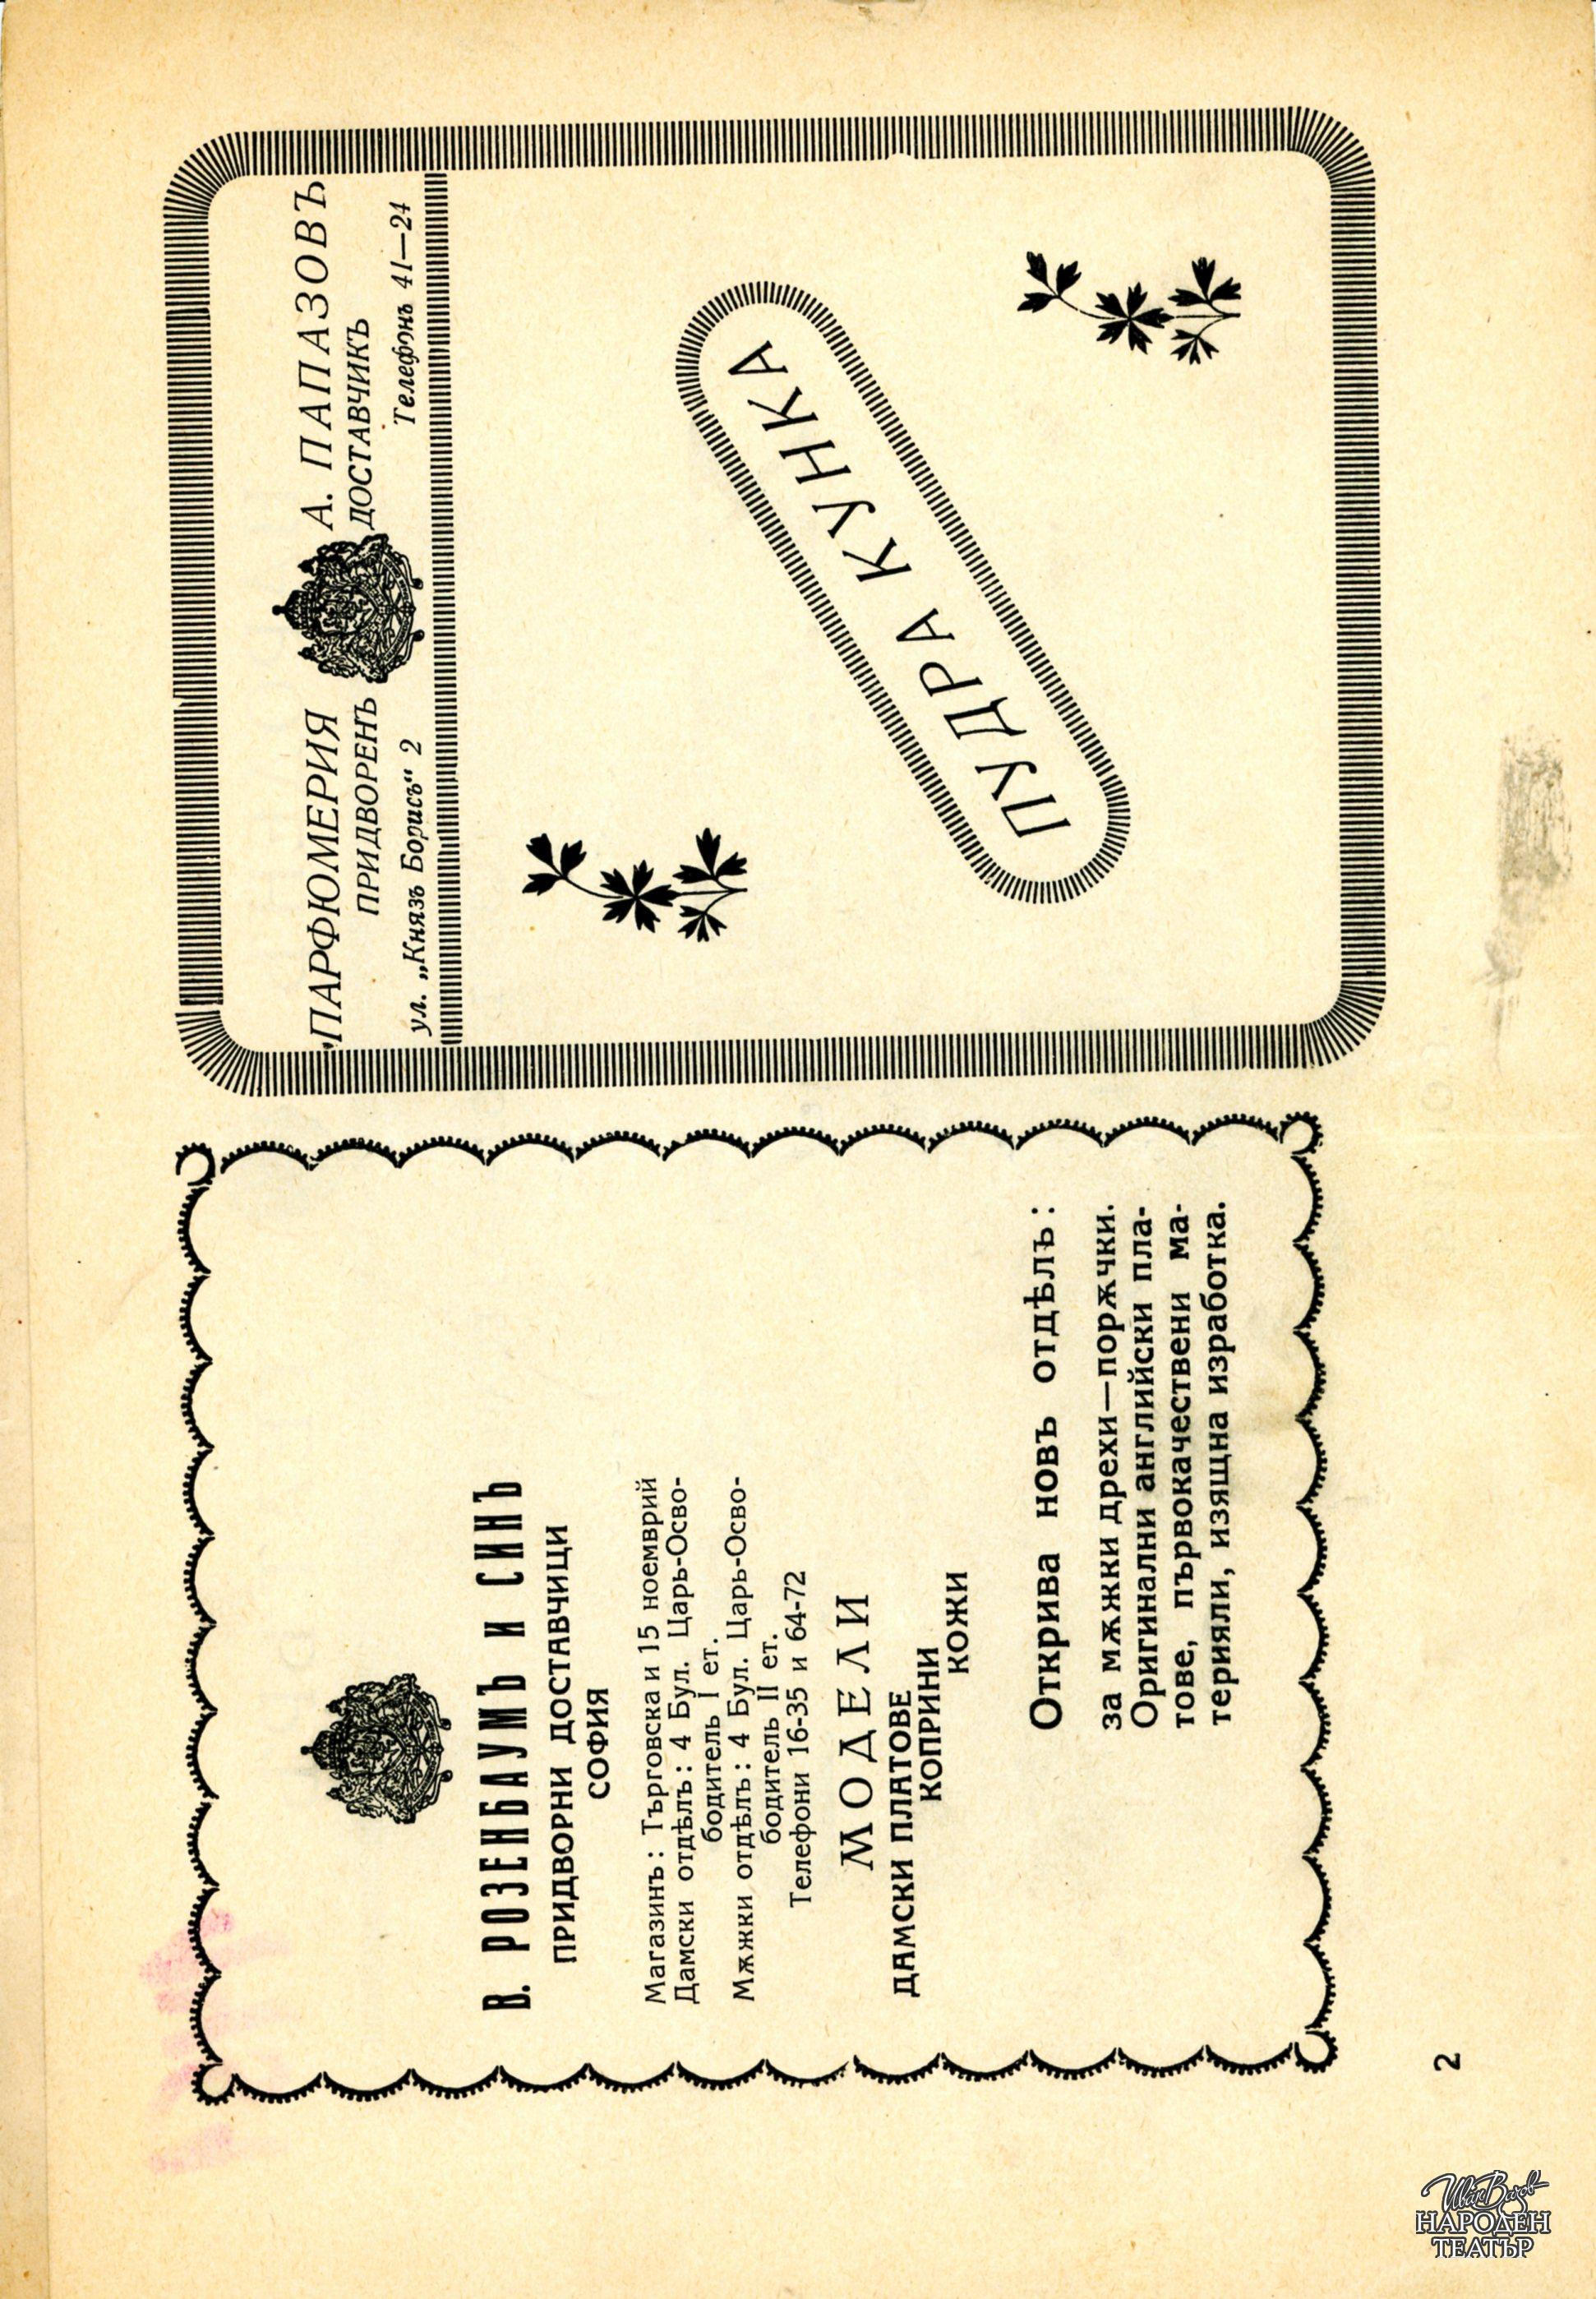 В. РОЗЕНБАУМЪ И СИНЪ
ПРИДВОРНИ ДОСТАВЧИЦИ
СОФИЯ
Магазинъ: Търговска и 15 ноемврий
Дамски отдѣлъ: 4 Бул. Царь-Осво-
бодитель I ет.
Мѫжки отдѣлъ: 4 Бул. Царь-Осво-
бодитель II ет.
Телефони 16-35 и 64-72
МОДЕЛИ
ДАМСКИ ПЛАТОВЕ
КОПРИНИ
КОЖИ
Открива новъ отдѣлъ:
за мѫжки дрехи—порѫчки.
Оригинални английски пла-
тове, първокачествени ма-
терияли, изящна изработка.
ПАРФЮМЕРИЯ А. ПАПАЗОВЪ
ПРИДВОРЕНЪ ДОСТАВЧИКЪ
ул. „Князъ Борисъ“ 2 Телефонъ 41—24
ПУДРА КУНКА
2
Иван Вазов
НАРОДЕН
ТЕАТЪР